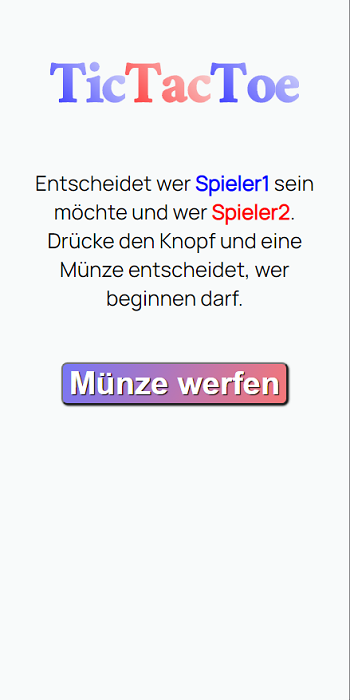 TicTacToe
Entscheidet wer Spieler1 sein
möchte und wer Spieler2.
Drücke den Knopf und eine
Münze entscheidet, wer
beginnen darf.
Münze werfen